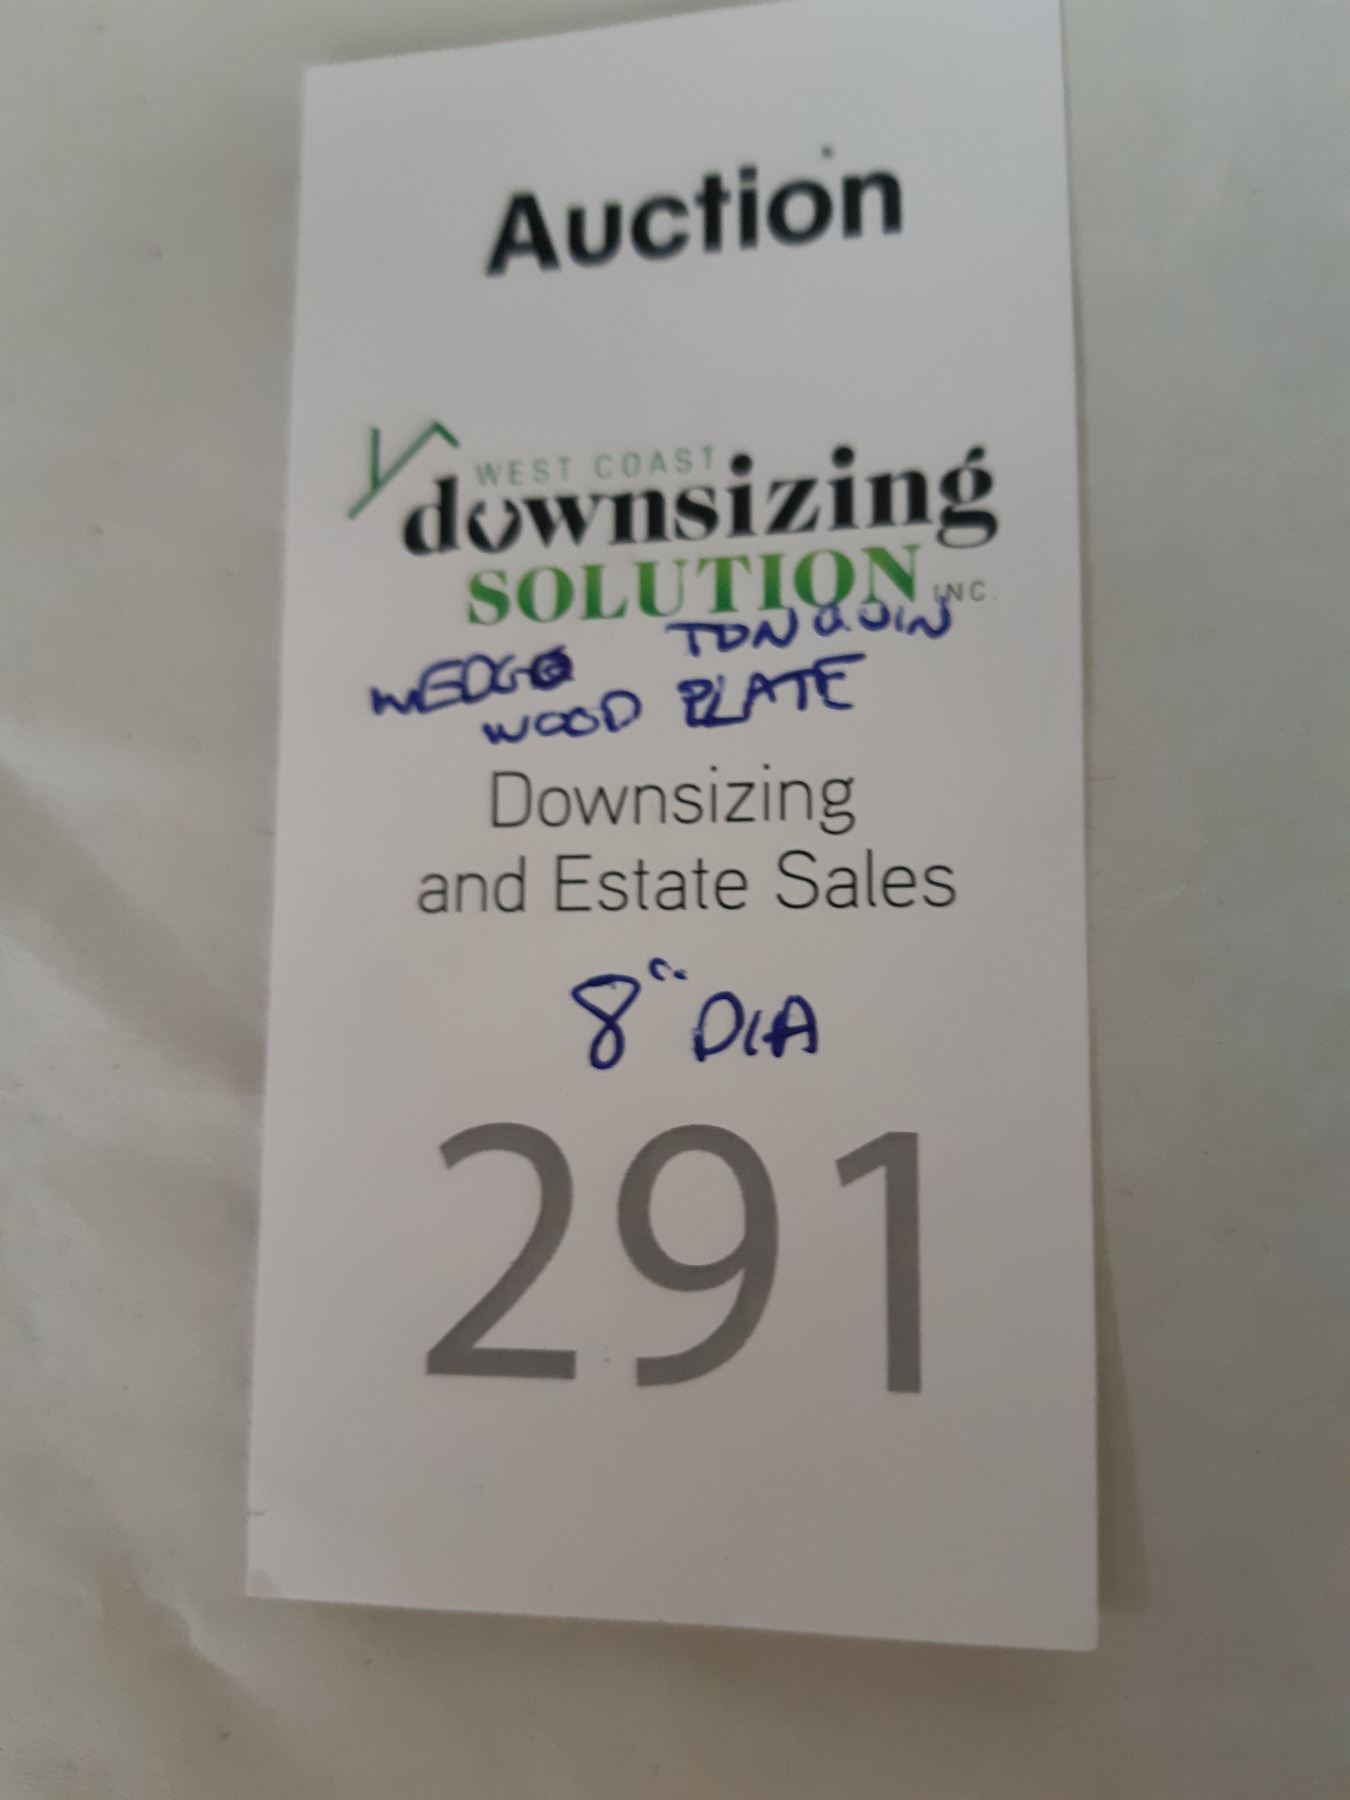 Auction
WEST COAST
downsizing
SOLUTION INC.
WEDGE TONQUIN
WOOD PLATE
Downsizing
and Estate Sales
8" DIA
291